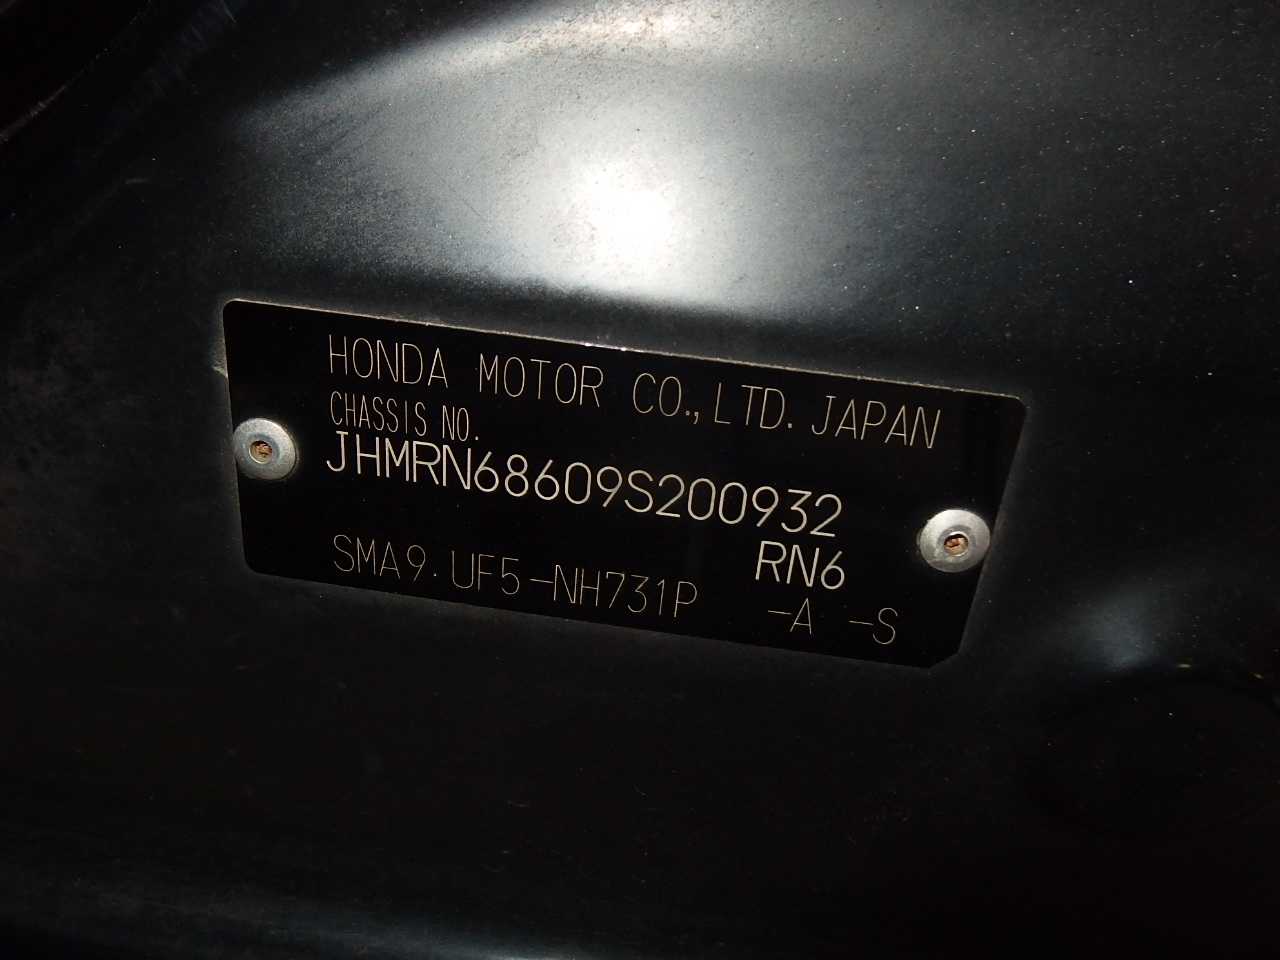 HONDA MOTOR CO.,LTD. JAPAN
CHASSIS NO.
JHMRN68609S200932
RN6
SMA9.UF5-NH731P -A -S